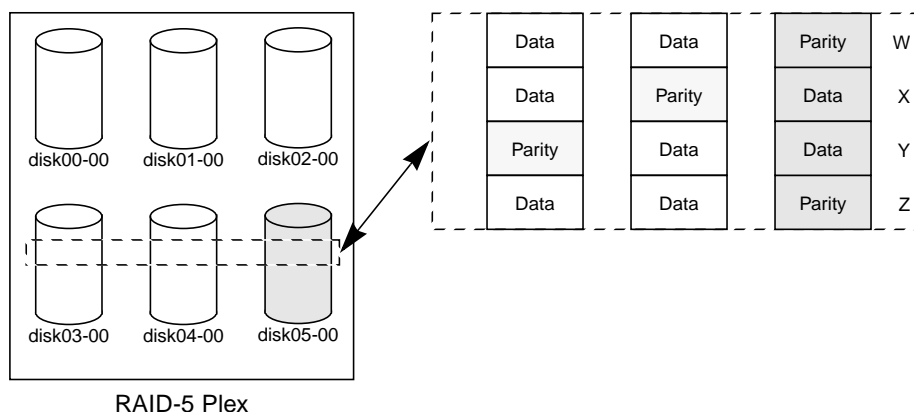 disk00-00 disk01-00 disk02-00
disk03-00 disk04-00 disk05-00
RAID-5 Plex
Data Data Parity W
Data Parity Data X
Parity Data Data Y
Data Data Parity Z